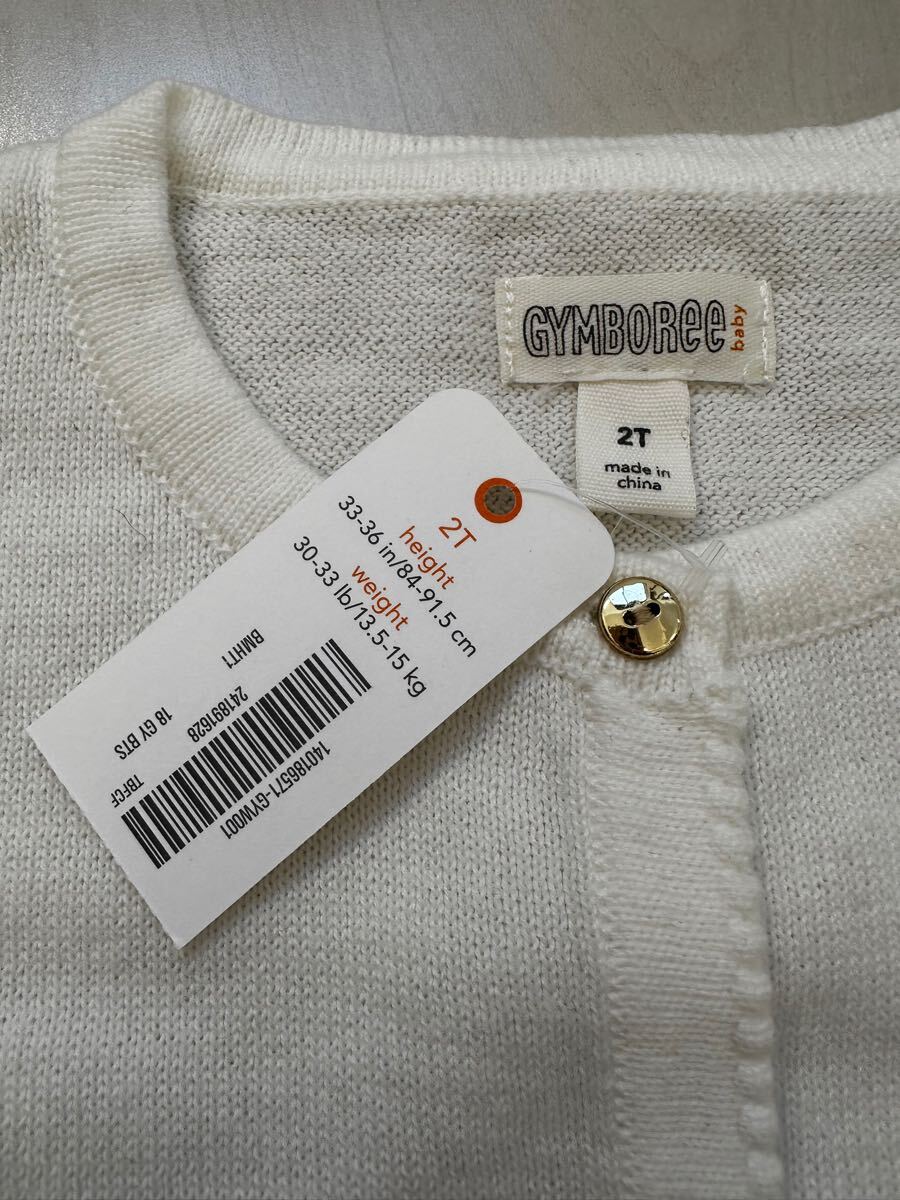 GYMBOREE
baby
2T
made in
china
2T
height
33-36 in/84-91.5 cm
weight
30-33 lb/13.5-15 kg
BMHT1
241891628
18 GY BTS
TBFCF
140186571-GYW001